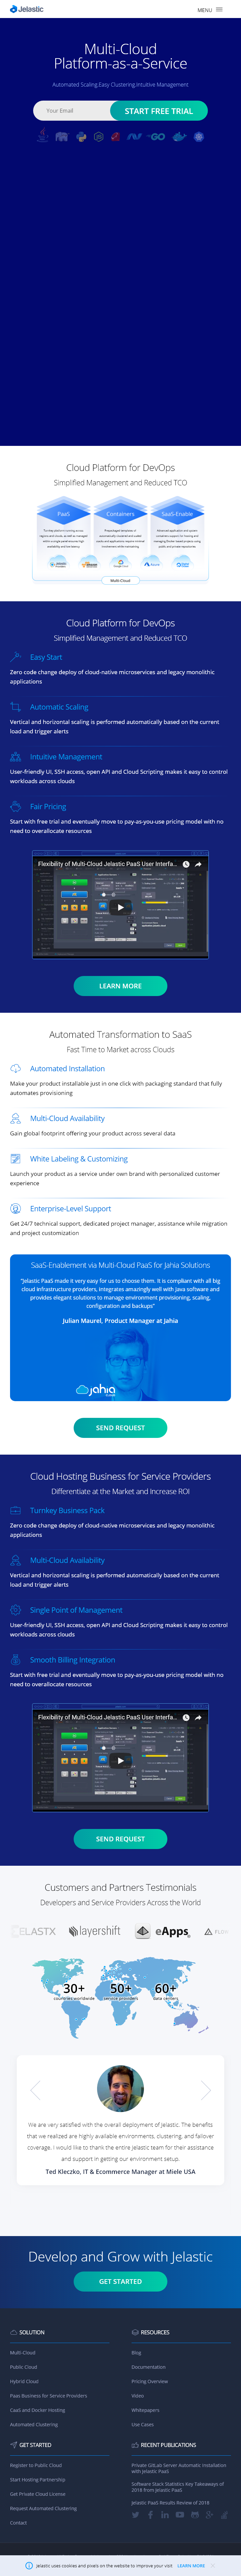 Jelastic
MENU
Multi-Cloud
Platform-as-a-Service
Automated Scaling,Easy Clustering,Intuitive Management
Your Email
START FREE TRIAL
Cloud Platform for DevOps
Simplified Management and Reduced TCO
PaaS
Containers
SaaS-Enable
Multi-Cloud
Cloud Platform for DevOps
Simplified Management and Reduced TCO
Easy Start
Zero code change deploy of cloud-native microservices and legacy monolithic
applications
Automatic Scaling
Vertical and horizontal scaling is performed automatically based on the current
load and trigger alerts
Intuitive Management
User-friendly UI, SSH access, open API and Cloud Scripting makes it easy to control
workloads across clouds
Fair Pricing
Start with free trial and eventually move to pay-as-you-use pricing model with no
need to overallocate resources
Flexibility of Multi-Cloud Jelastic PaaS User Interfa...
LEARN MORE
Automated Transformation to SaaS
Fast Time to Market across Clouds
Automated Installation
Make your product installable just in one click with packaging standard that fully
automates provisioning
Multi-Cloud Availability
Gain global footprint offering your products across several data
White Labeling & Customizing
Launch your product as a service under own brand with personalized customer
experience
Enterprise-Level Support
Get 24/7 technical support, dedicated project manager, assistance while migration
and project customization
SaaS-Enablement via Multi-Cloud PaaS for Jahia Solutions
"Jelastic PaaS made it very easy for us to choose them. It is compliant will all big
cloud infrastructure providers, integrates amazingly well with Java software and
provides elegant solutions to manage environment provisioning, scaling,
configuration and backups"
Julian Maurel, Product Manager at Jahia
jahia
SEND REQUEST
Cloud Hosting Business for Service Providers
Differentiate at the Market and Increase ROI
Turnkey Business Pack
Zero code change deploy of cloud-native microservices and legacy monolithic
applications
Multi-Cloud Availability
Vertical and horizontal scaling is performed automatically based on the current
load and trigger alerts
Single Point of Management
User-friendly UI, SSH access, open API and Cloud Scripting makes it easy to control
workloads across clouds
Smooth Billing Integration
Start with free trial and eventually move to pay-as-you-use pricing model with no
need to overallocate resources
Flexibility of Multi-Cloud Jelastic PaaS User Interfa...
SEND REQUEST
Customers and Partners Testimonials
Developers and Service Providers Across the World
ELASTX layershift eApps
30+ 50+ 60+
countries worldwide service providers data centers
We are very satisfied with the overall deployment of Jelastic. The benefits
that we realized are highly available environments, clustering, and failover
coverage. I would like to thank the entire Jelastic team for their assistance
and support in getting our environment setup.
Ted Kleczko, IT & Ecommerce Manager at Miele USA
Develop and Grow with Jelastic
GET STARTED
SOLUTION
Multi-Cloud
Public Cloud
Hybrid Cloud
Paas Business for Service Providers
CaaS and Docker Hosting
Automated Clustering
RESOURCES
Blog
Documentation
Pricing Overview
Video
Whitepapers
Use Cases
GET STARTED
Register to Public Cloud
Start Hosting Partnership
Get Private Cloud License
Request Automated Clustering
Contact
RECENT PUBLICATIONS
Private GitLab Server Automatic Installation
with Jelastic PaaS
Software Stack Statistics Key Takeaways of
2018 from Jelastic PaaS
Jelastic PaaS Results Review of 2018
Jelastic uses cookies and pixels on the website to improve your visit LEARN MORE